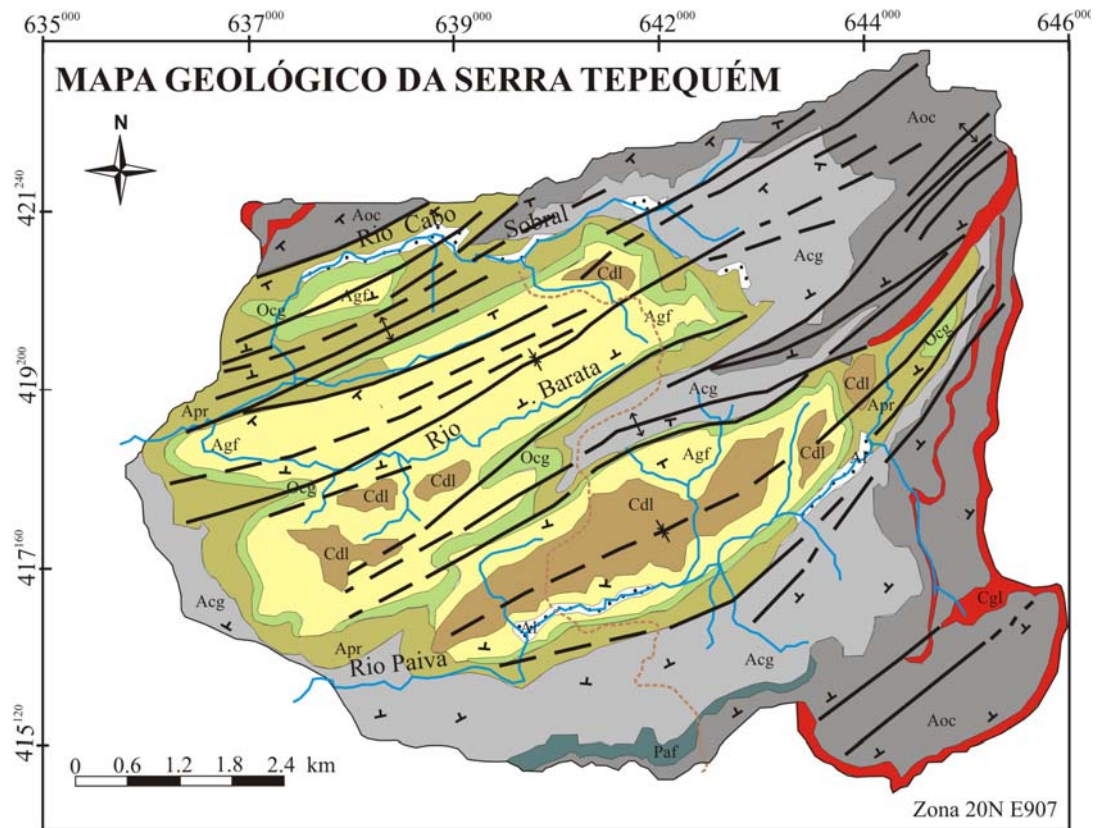 635⁰⁰⁰ 637⁰⁰⁰ 639⁰⁰⁰ 642⁰⁰⁰ 644⁰⁰⁰ 646⁰⁰⁰
MAPA GEOLÓGICO DA SERRA TEPEQUÉM
N
Aoc
421²⁴⁰
Aoc
Rio Cabo Sobral
Acg
Cdl
Agf
Ocg
Agf
Ocg
419²⁰⁰
Barata
Acg
Cdl
Apr
Apr
Agf
Rio
Agf
Ocg
Al
Ocg
Cdl
Cdl
Cdl
Cdl
Cdl
417¹⁶⁰
Acg
Cgl
Al
Apr
Rio Paiva
Acg
Aoc
415¹²⁰
Paf
0 0.6 1.2 1.8 2.4 km
Zona 20N E907